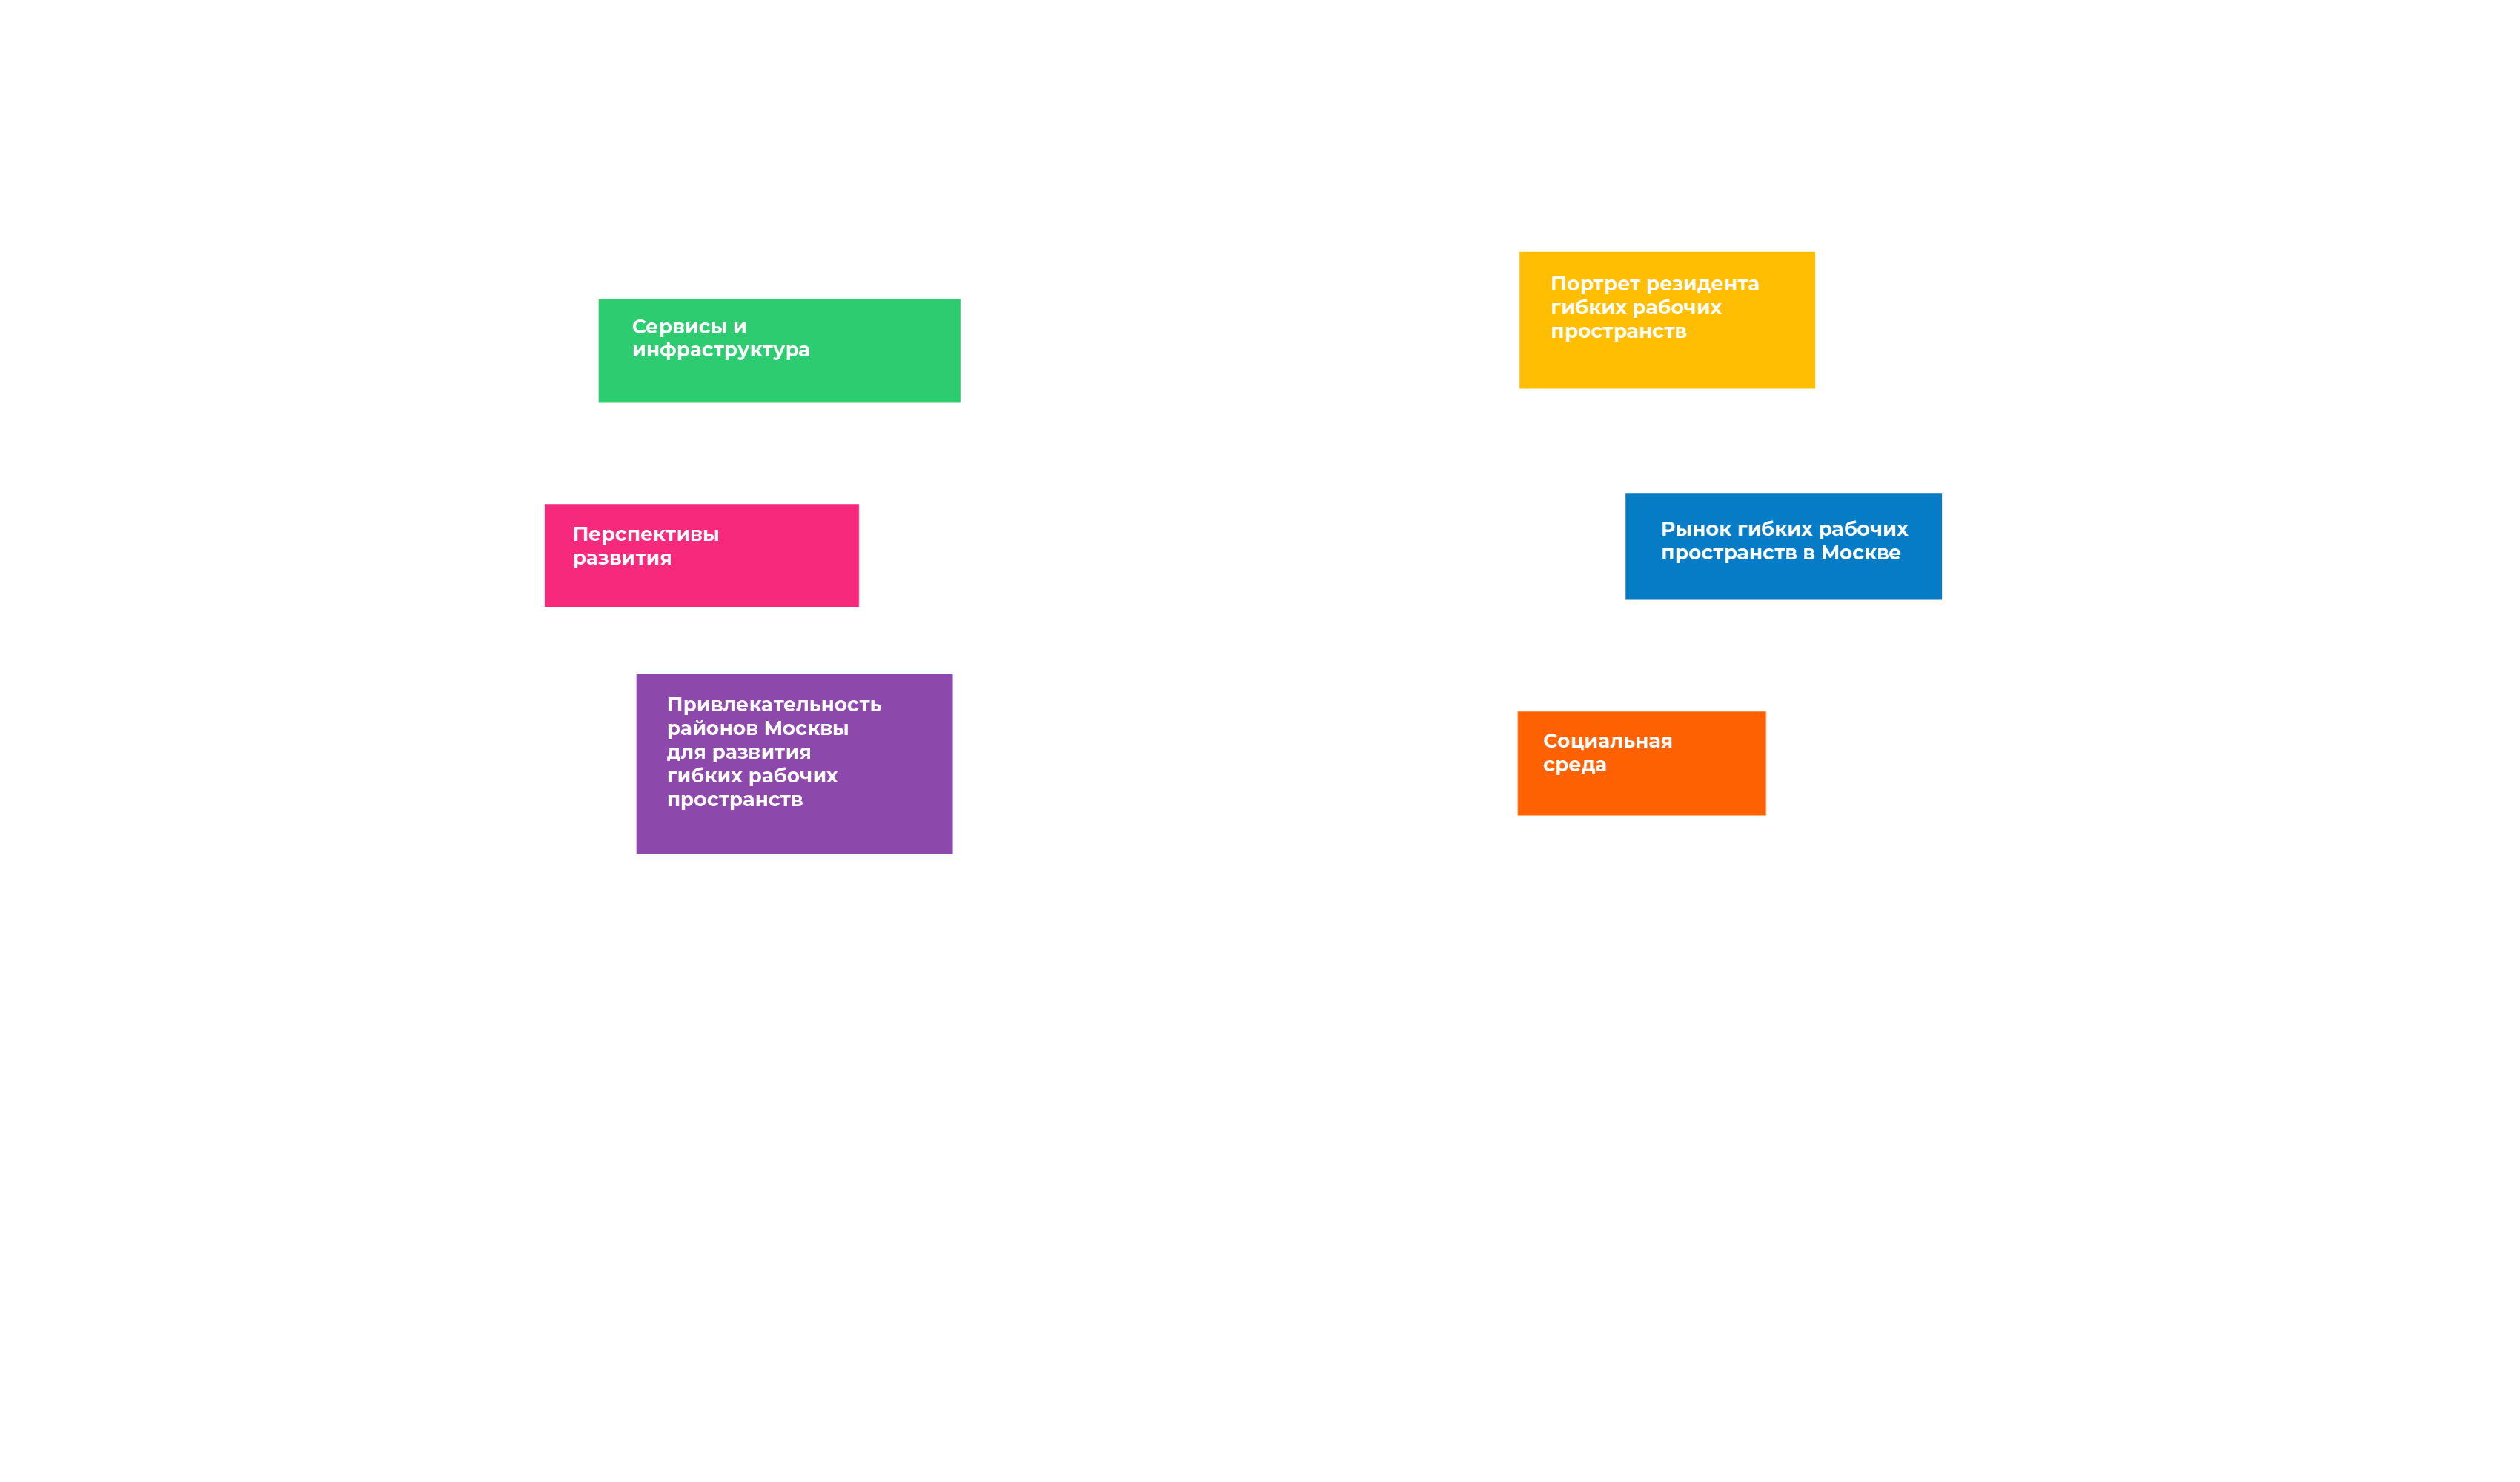 Сервисы и
инфраструктура
Перспективы
развития
Привлекательность
районов Москвы
для развития
гибких рабочих
пространств
Портрет резидента
гибких рабочих
пространств
Рынок гибких рабочих
пространств в Москве
Социальная
среда